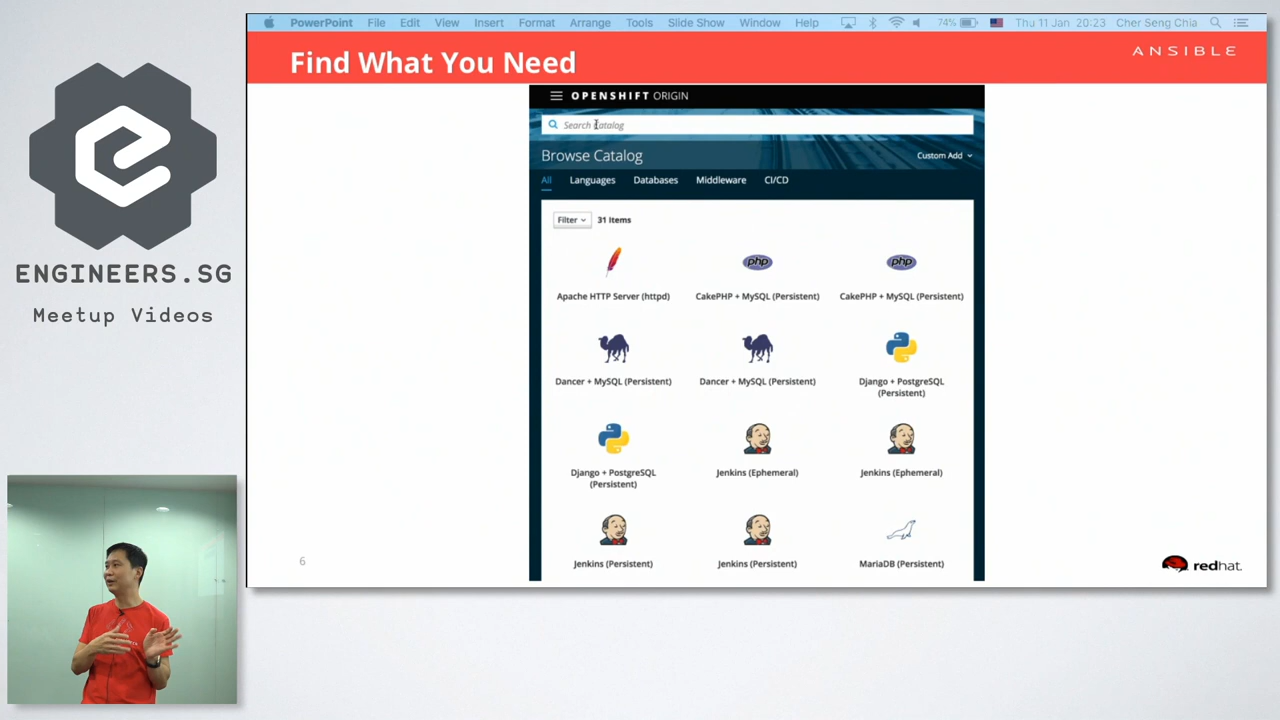 PowerPoint File Edit View Insert Format Arrange Tools Slide Show Window Help 74% Thu 11 Jan 20:23 Cher Seng Chia
Find What You Need
ANSIBLE
ENGINEERS.SG
Meetup Videos
OPENSHIFT ORIGIN
Search Catalog
Browse Catalog
Custom Add
All Languages Databases Middleware CI/CD
Filter 31 Items
php php
Apache HTTP Server (httpd) CakePHP + MySQL (Persistent) CakePHP + MySQL (Persistent)
Dancer + MySQL (Persistent) Dancer + MySQL (Persistent) Django + PostgreSQL
(Persistent)
Django + PostgreSQL Jenkins (Ephemeral) Jenkins (Ephemeral)
(Persistent)
Jenkins (Persistent) Jenkins (Persistent) MariaDB (Persistent)
6
redhat.